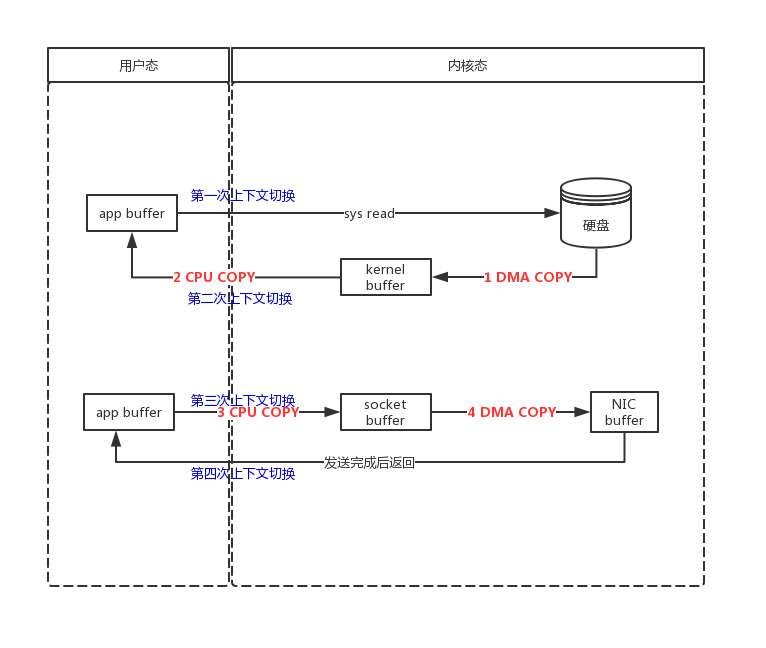 用户态
内核态
第一次上下文切换
app buffer
sys read
硬盘
2 CPU COPY
kernel
buffer
1 DMA COPY
第二次上下文切换
第三次上下文切换
app buffer
3 CPU COPY
socket
buffer
4 DMA COPY
NIC
buffer
发送完成后返回
第四次上下文切换